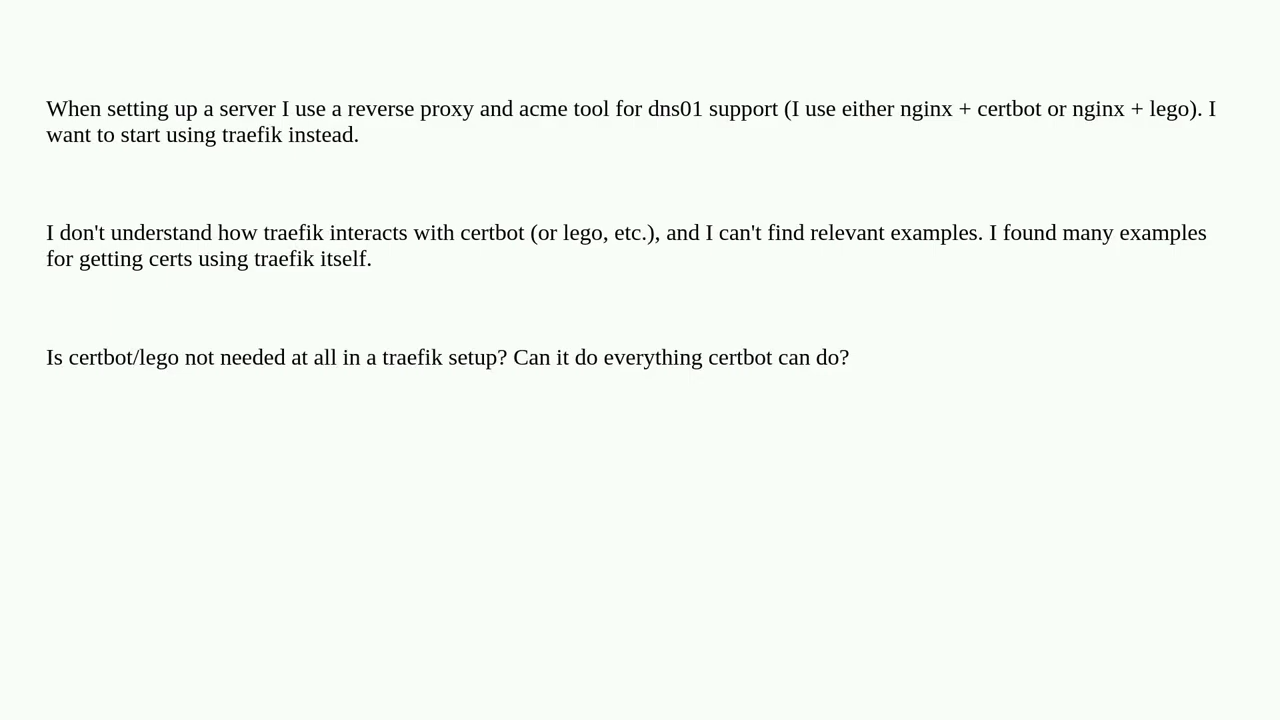 When setting up a server I use a reverse proxy and acme tool for dns01 support (I use either nginx + certbot or nginx + lego). I
want to start using traefik instead.
I don't understand how traefik interacts with certbot (or lego, etc.), and I can't find relevant examples. I found many examples
for getting certs using traefik itself.
Is certbot/lego not needed at all in a traefik setup? Can it do everything certbot can do?